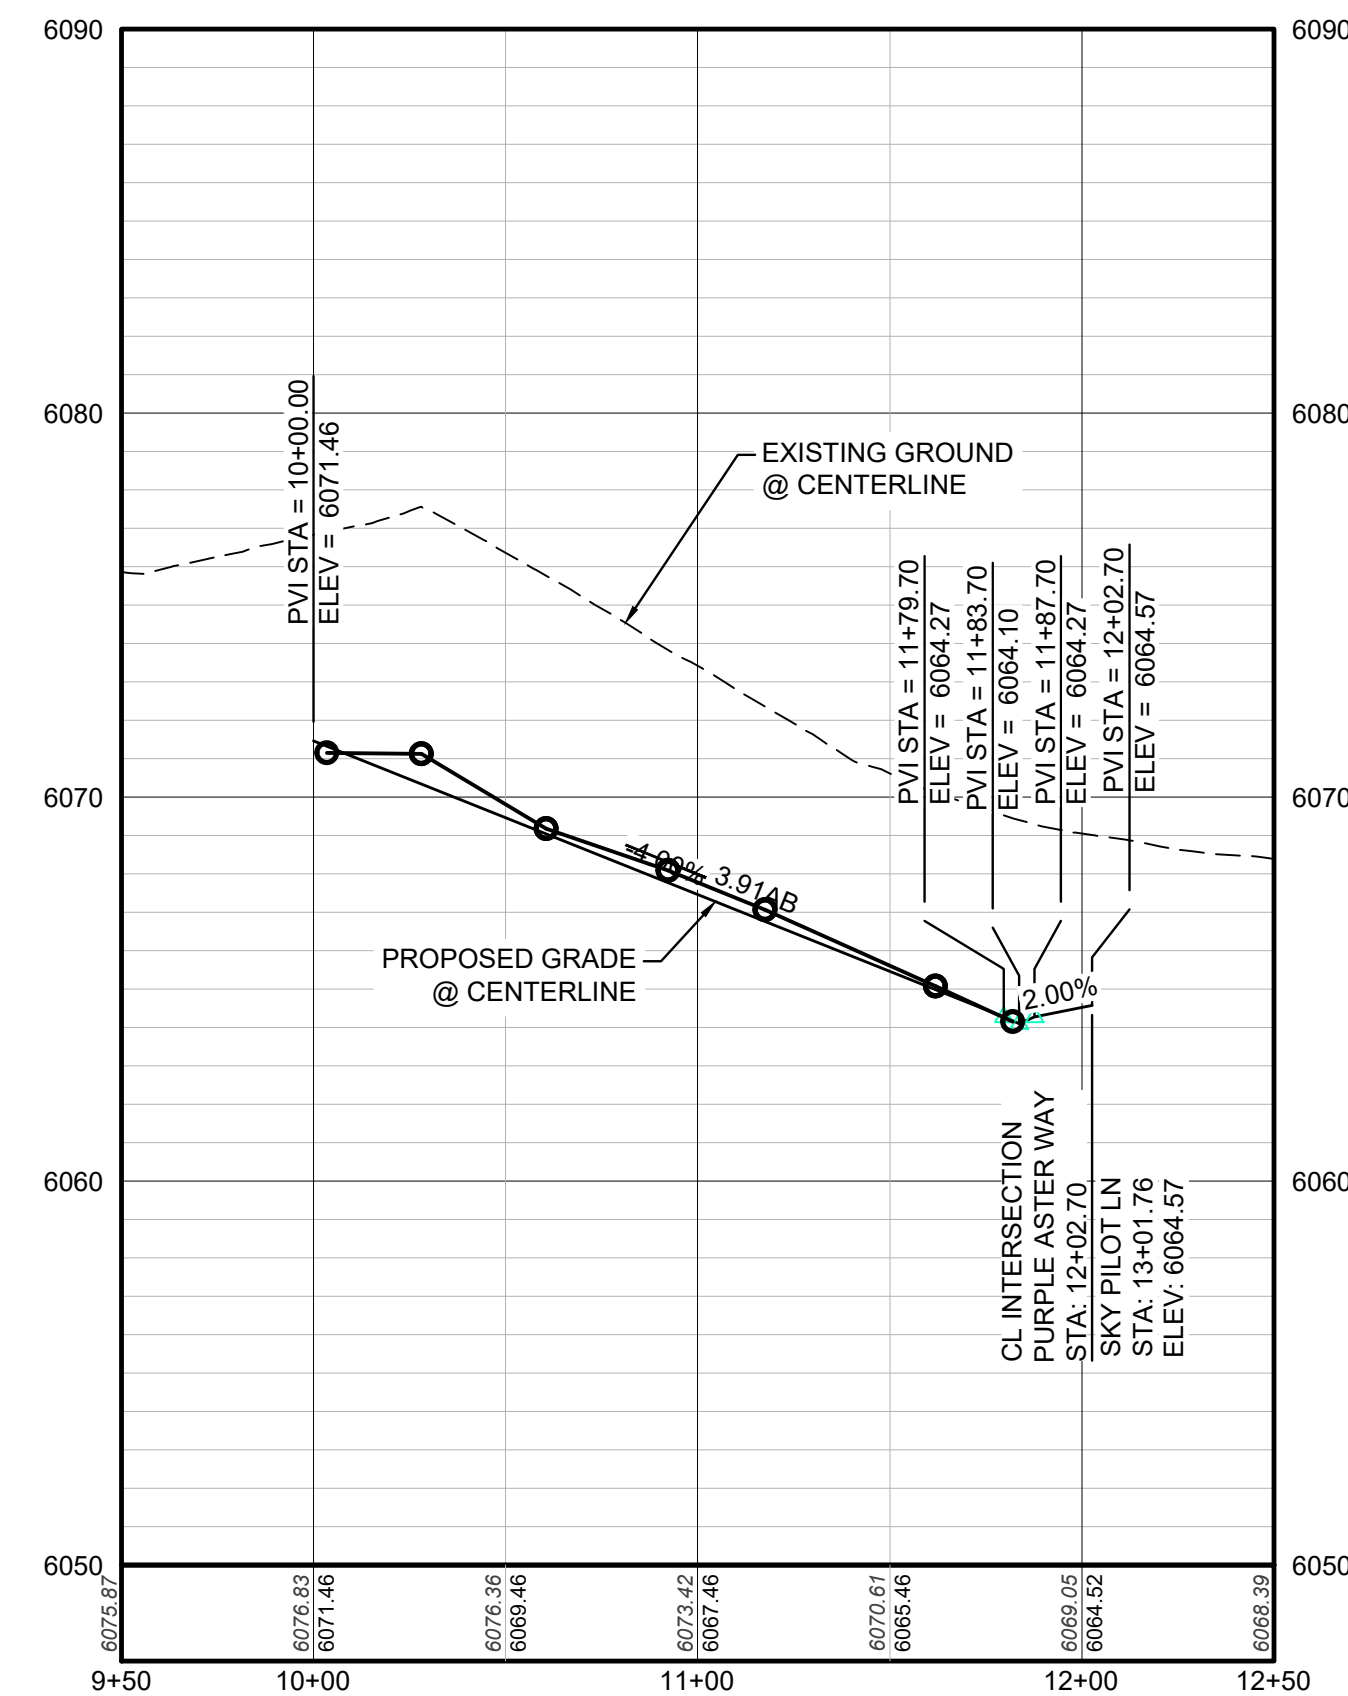 6090
6090
6080
6080
6070
6070
6060
6060
6050
6050
PVI STA = 10+00.00
ELEV = 6071.46
EXISTING GROUND
@ CENTERLINE
PVI STA = 11+79.70
ELEV = 6064.27
PVI STA = 11+83.70
ELEV = 6064.10
PVI STA = 11+87.70
ELEV = 6064.27
PVI STA = 12+02.70
ELEV = 6064.57
-4.00% 3.91AB
PROPOSED GRADE
@ CENTERLINE
2.00%
CL INTERSECTION
PURPLE ASTER WAY
STA: 12+02.70
SKY PILOT LN
STA: 13+01.76
ELEV: 6064.57
6075.87
6076.83
6071.46
6076.36
6069.46
6073.42
6067.46
6070.61
6065.46
6069.05
6064.52
6068.39
9+50
10+00
11+00
12+00
12+50